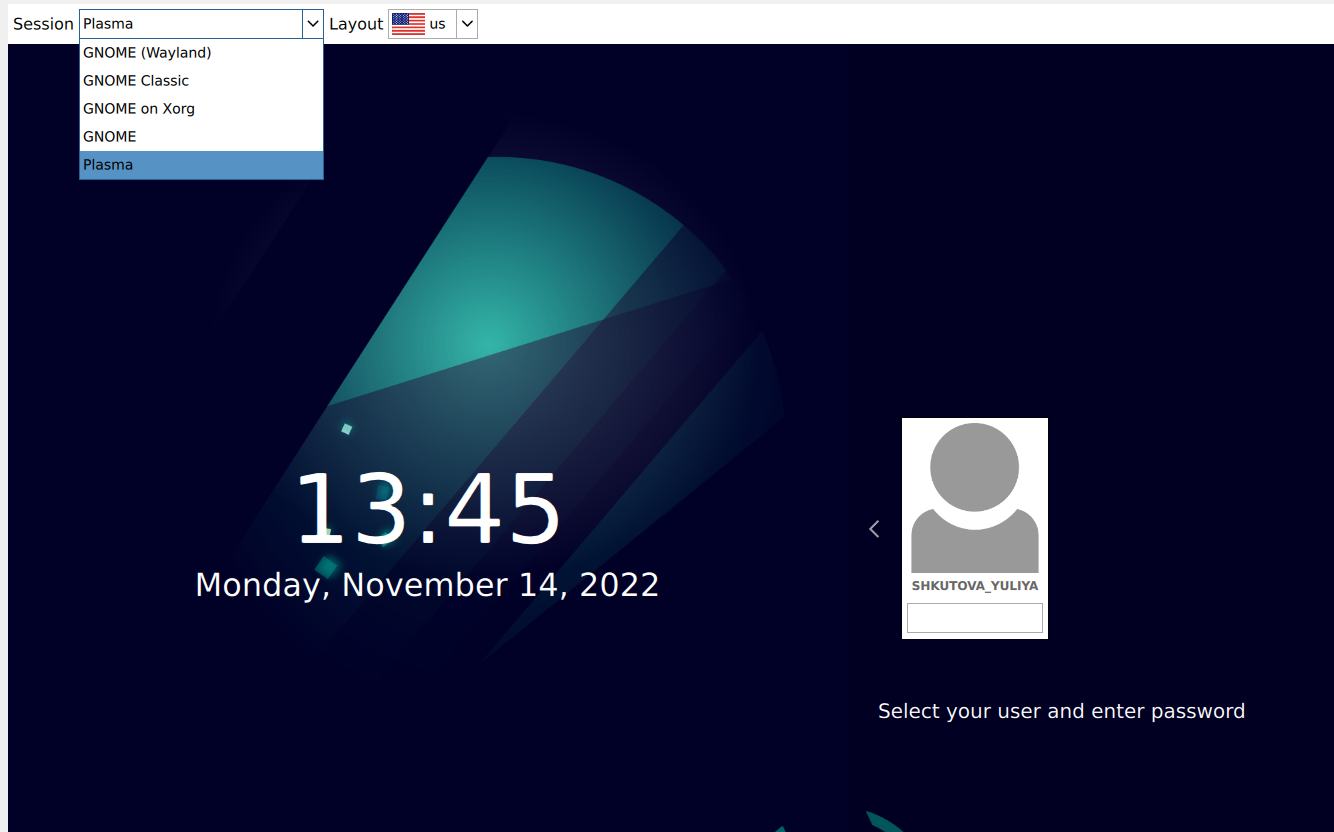 Session Plasma Layout us
GNOME (Wayland)
GNOME Classic
GNOME on Xorg
GNOME
Plasma
13:45
Monday, November 14, 2022
SHKUTOVA_YULIYA
Select your user and enter password